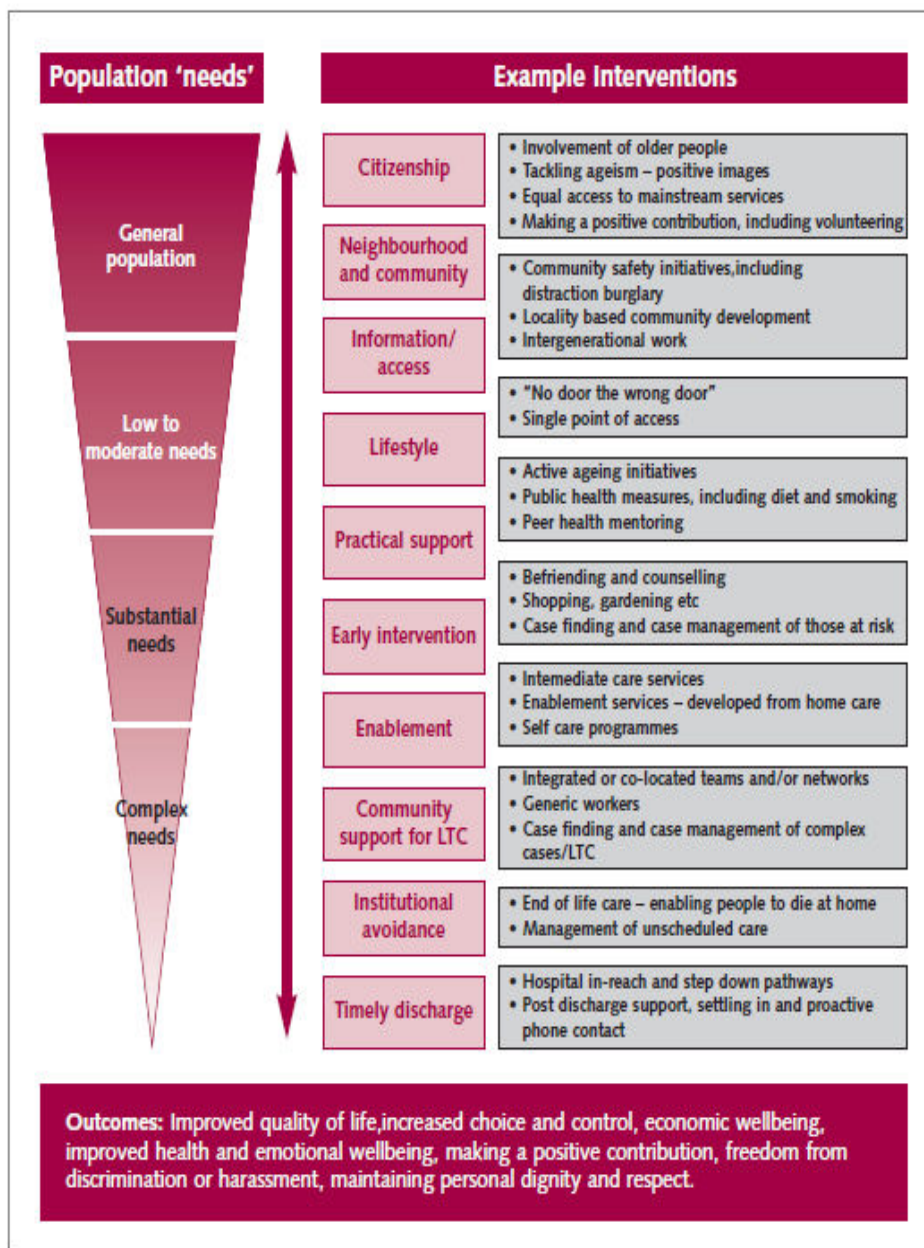 Population ‘needs’
Example Interventions
General
population
Low to
moderate needs
Substantial
needs
Complex
needs
Citizenship
• Involvement of older people
• Tackling ageism – positive images
• Equal access to mainstream services
• Making a positive contribution, including volunteering
Neighbourhood
and community
• Community safety initiatives,including
distraction burglary
• Locality based community development
• Intergenerational work
Information/
access
• “No door the wrong door”
• Single point of access
Lifestyle
• Active ageing initiatives
• Public health measures, including diet and smoking
• Peer health mentoring
Practical support
• Befriending and counselling
• Shopping, gardening etc
• Case finding and case management of those at risk
Early intervention
• Intemediate care services
• Enablement services – developed from home care
• Self care programmes
Enablement
• Integrated or co-located teams and/or networks
• Generic workers
• Case finding and case management of complex
cases/LTC
Community
support for LTC
Institutional
avoidance
• End of life care – enabling people to die at home
• Management of unscheduled care
Timely discharge
• Hospital in-reach and step down pathways
• Post discharge support, settling in and proactive
phone contact
Outcomes: Improved quality of life,increased choice and control, economic wellbeing,
improved health and emotional wellbeing, making a positive contribution, freedom from
discrimination or harassment, maintaining personal dignity and respect.